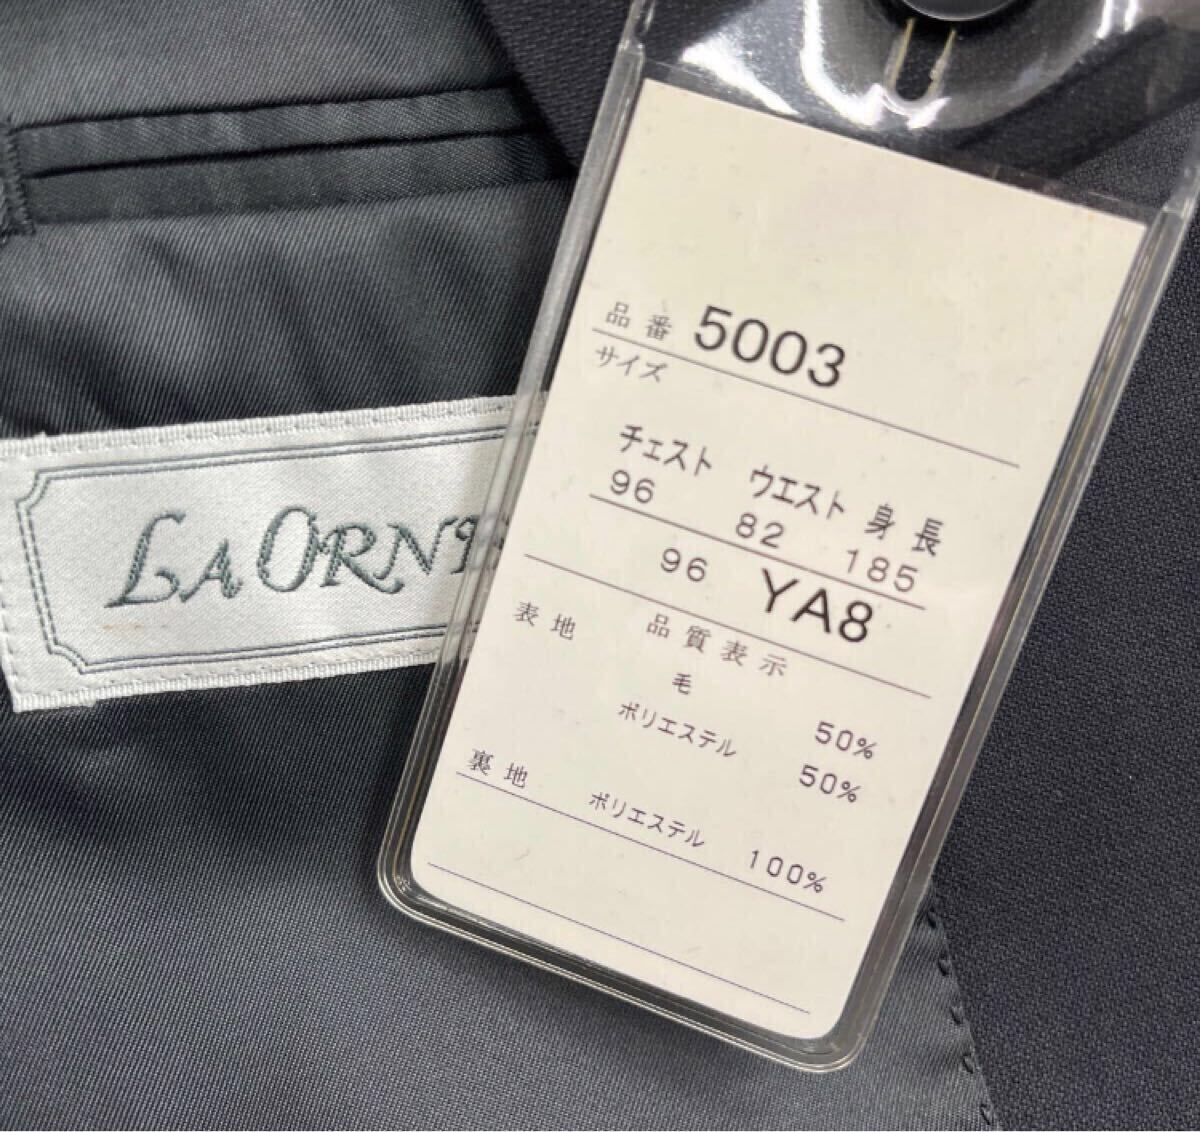 LA ORN
品番 5003
サイズ
チェスト ウエスト 身長
96 82 185
96 YA8
品質表示
表地 毛 50%
ポリエステル 50%
裏地 ポリエステル 100%